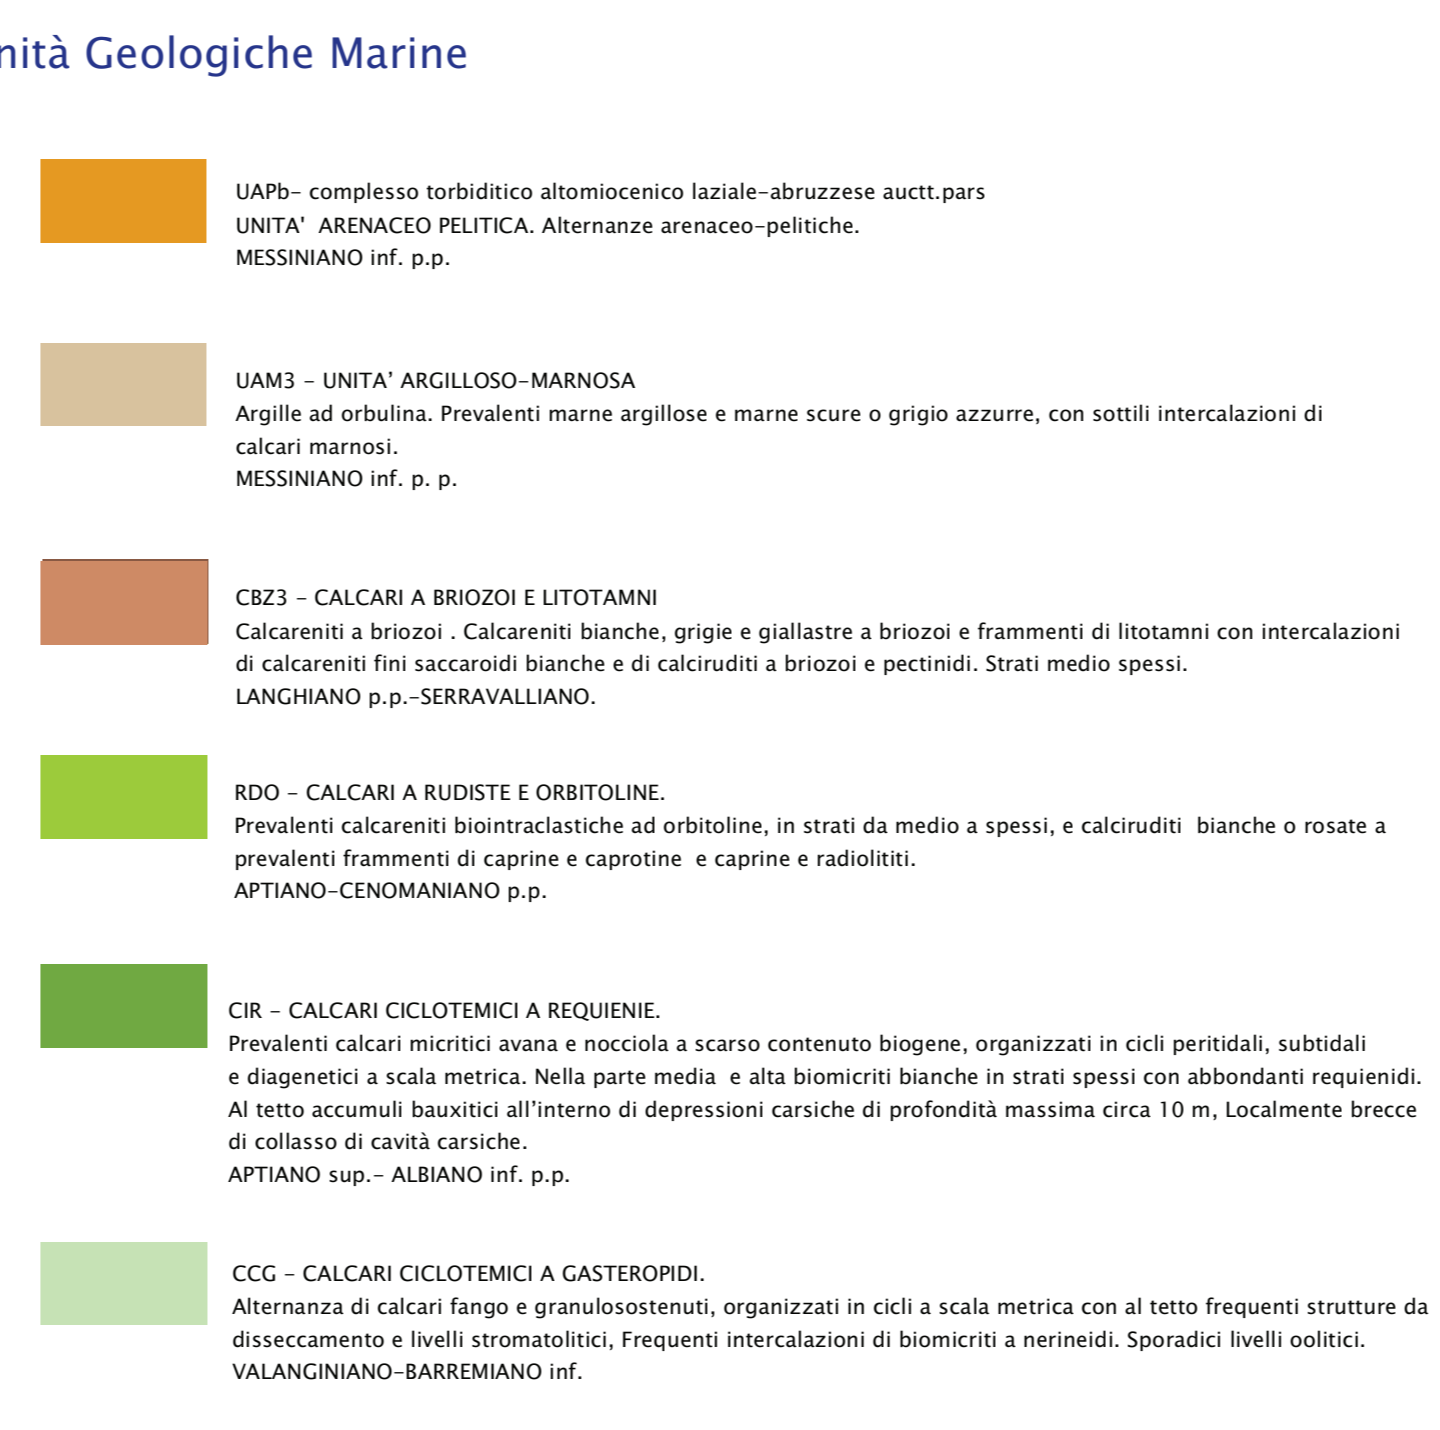 nità Geologiche Marine
UAPb- complesso torbiditico altomiocenico laziale-abruzzese auctt.pars
UNITA' ARENACEO PELITICA. Alternanze arenaceo-pelitiche.
MESSINIANO inf. p.p.
UAM3 - UNITA’ ARGILLOSO-MARNOSA
Argille ad orbulina. Prevalenti marne argillose e marne scure o grigio azzurre, con sottili intercalazioni di
calcari marnosi.
MESSINIANO inf. p. p.
CBZ3 - CALCARI A BRIOZOI E LITOTAMNI
Calcareniti a briozoi . Calcareniti bianche, grigie e giallastre a briozoi e frammenti di litotamni con intercalazioni
di calcareniti fini saccaroidi bianche e di calciruditi a briozoi e pectinidi. Strati medio spessi.
LANGHIANO p.p.-SERRAVALLIANO.
RDO - CALCARI A RUDISTE E ORBITOLINE.
Prevalenti calcareniti biointraclastiche ad orbitoline, in strati da medio a spessi, e calciruditi bianche o rosate a
prevalenti frammenti di caprine e caprotine e caprine e radiolititi.
APTIANO-CENOMANIANO p.p.
CIR - CALCARI CICLOTEMICI A REQUIENIE.
Prevalenti calcari micritici avana e nocciola a scarso contenuto biogene, organizzati in cicli peritidali, subtidali
e diagenetici a scala metrica. Nella parte media e alta biomicriti bianche in strati spessi con abbondanti requienidi.
Al tetto accumuli bauxitici all’interno di depressioni carsiche di profondità massima circa 10 m, Localmente brecce
di collasso di cavità carsiche.
APTIANO sup.- ALBIANO inf. p.p.
CCG - CALCARI CICLOTEMICI A GASTEROPIDI.
Alternanza di calcari fango e granulosostenuti, organizzati in cicli a scala metrica con al tetto frequenti strutture da
disseccamento e livelli stromatolitici, Frequenti intercalazioni di biomicriti a nerineidi. Sporadici livelli oolitici.
VALANGINIANO-BARREMIANO inf.